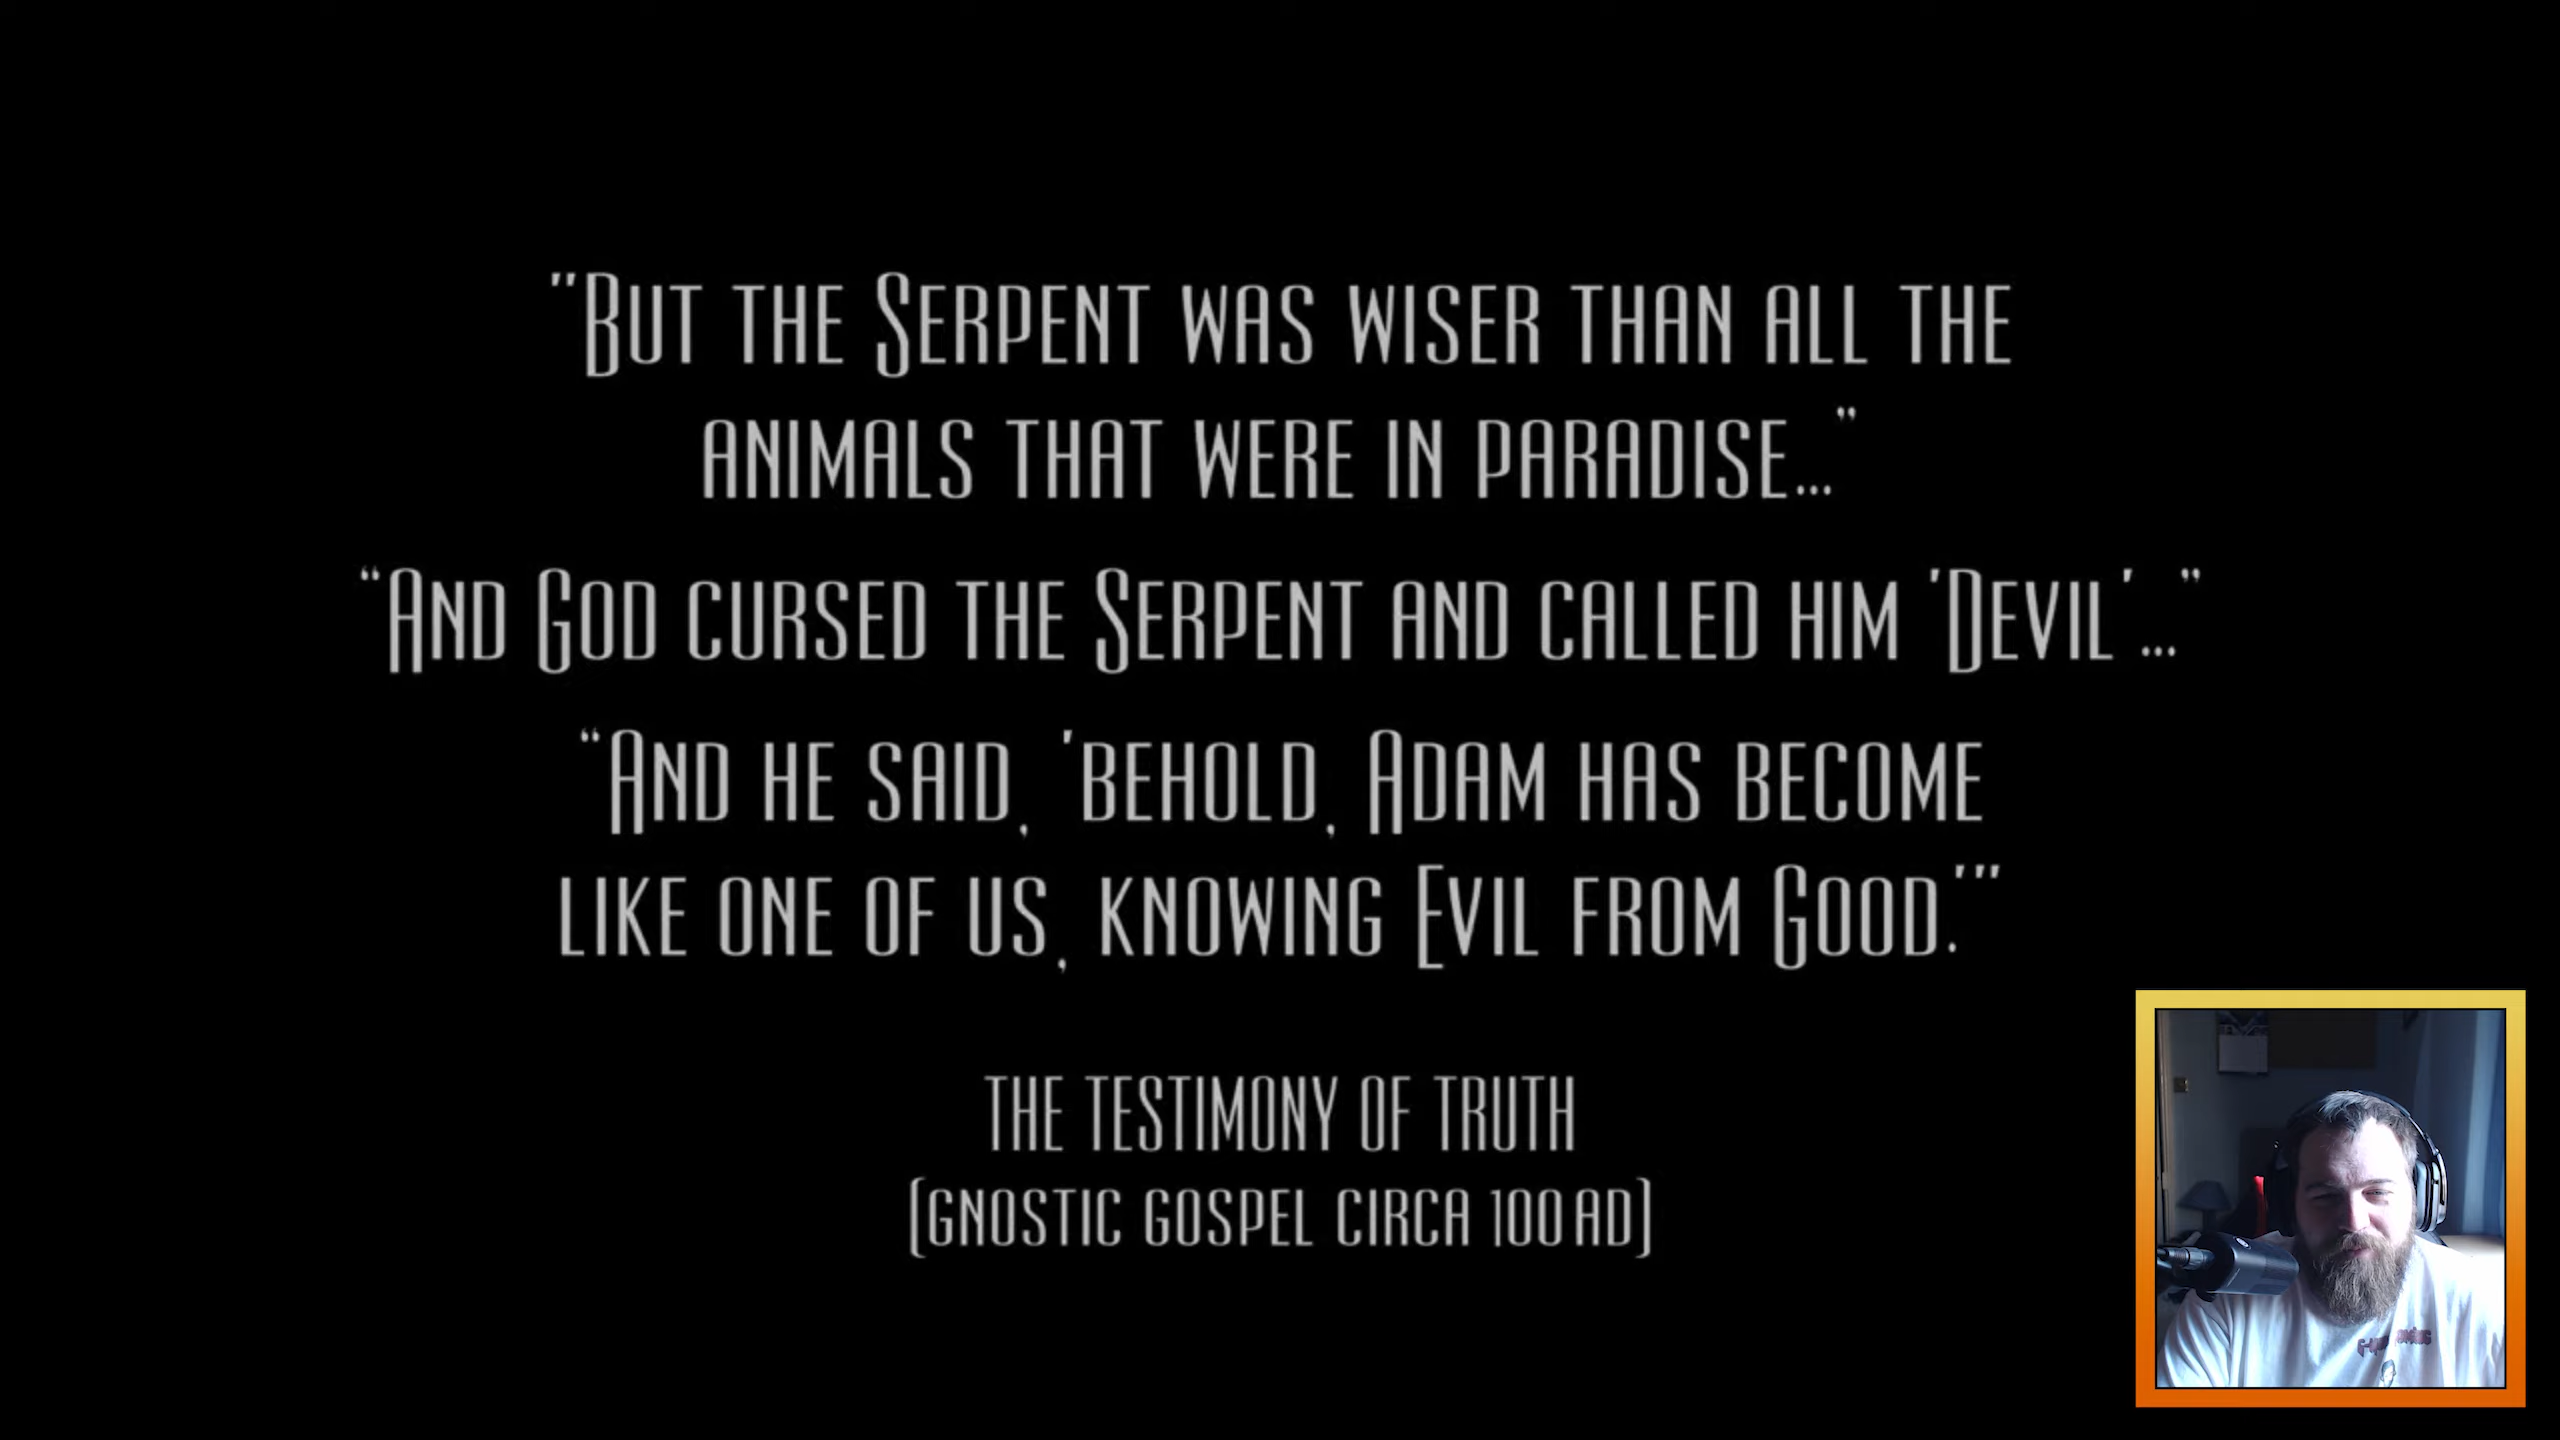 "But the Serpent was wiser than all the
animals that were in paradise..."
"And God cursed the Serpent and called him 'Devil'..."
"And he said, 'behold, Adam has become
like one of us, knowing Evil from Good.'"
The Testimony of Truth
(Gnostic Gospel circa 100 AD)